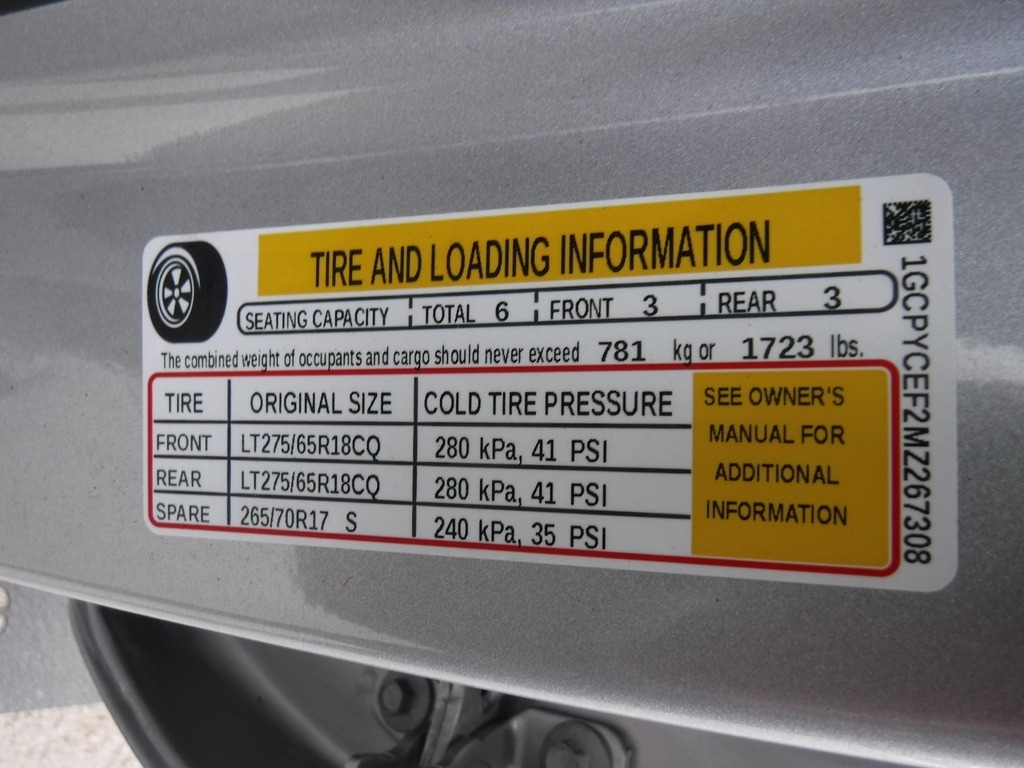 TIRE AND LOADING INFORMATION
SEATING CAPACITY TOTAL 6 FRONT 3 REAR 3
The combined weight of occupants and cargo should never exceed 781 kg or 1723 lbs.
TIRE ORIGINAL SIZE COLD TIRE PRESSURE
FRONT LT275/65R18CQ 280 kPa, 41 PSI
REAR LT275/65R18CQ 280 kPa, 41 PSI
SPARE 265/70R17 S 240 kPa, 35 PSI
SEE OWNER'S
MANUAL FOR
ADDITIONAL
INFORMATION
1GCPYCEF2MZ267308